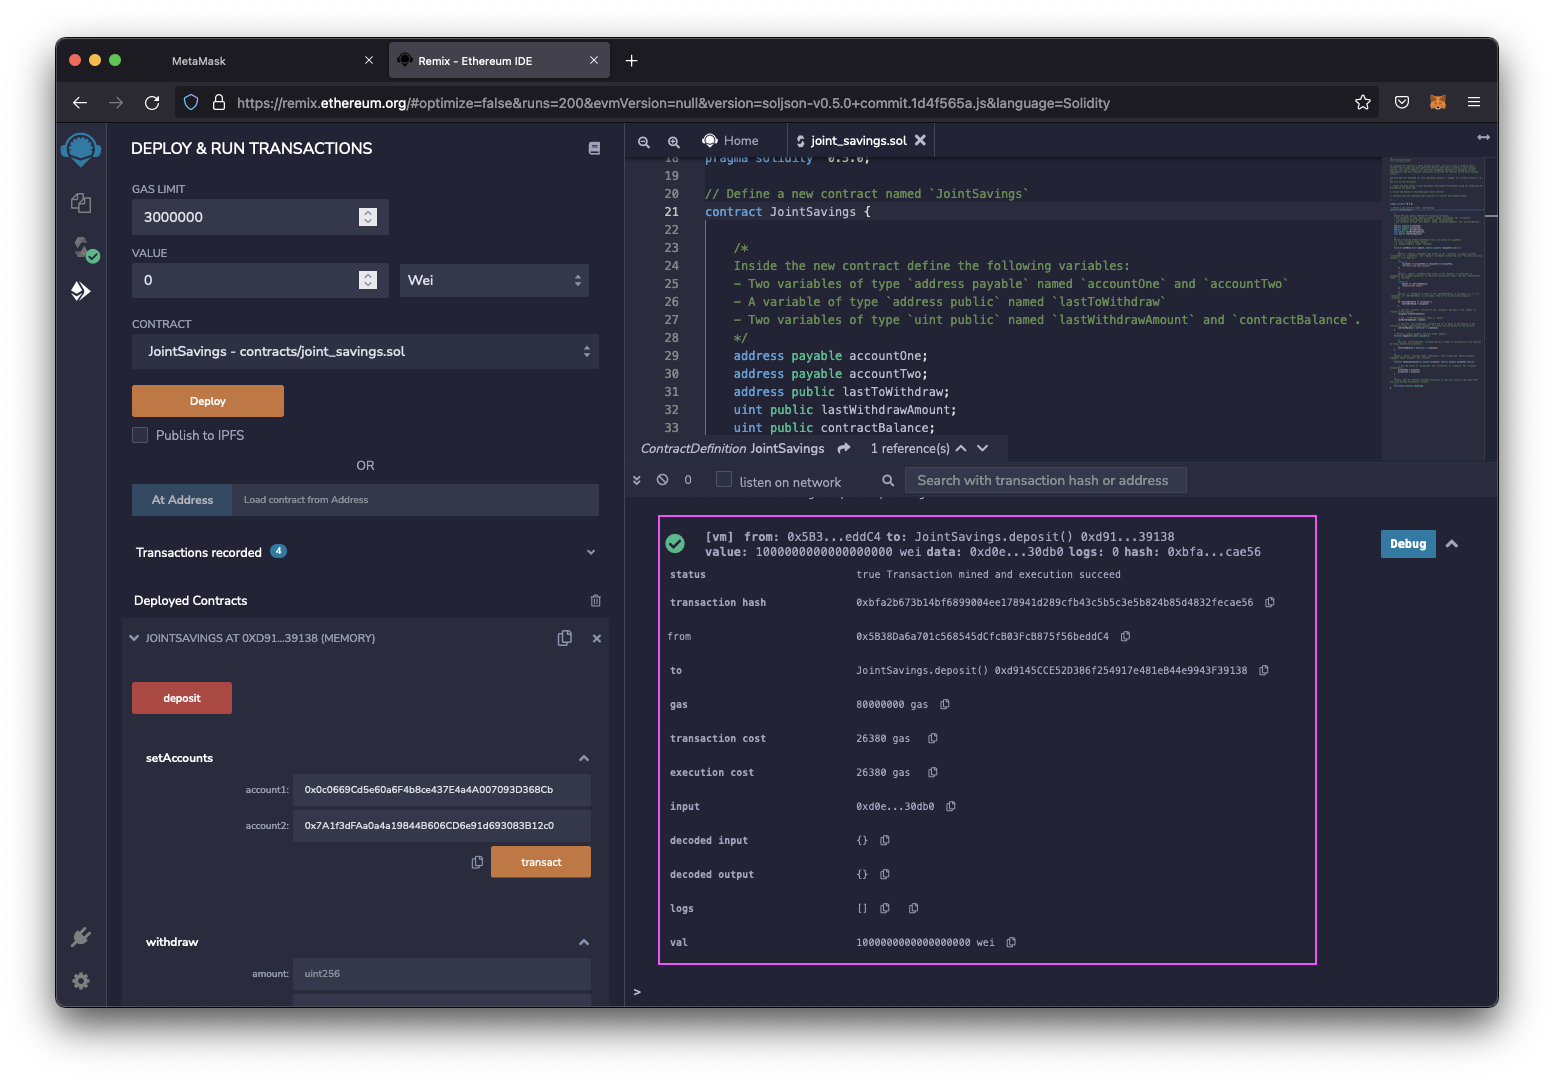 MetaMask
Remix - Ethereum IDE
https://remix.ethereum.org/#optimize=false&runs=200&evmVersion=null&version=soljson-v0.5.0+commit.1d4f565a.js&language=Solidity
DEPLOY & RUN TRANSACTIONS
GAS LIMIT
3000000
VALUE
0
Wei
CONTRACT
JointSavings - contracts/joint_savings.sol
Deploy
Publish to IPFS
OR
At Address
Load contract from Address
Transactions recorded 4
Deployed Contracts
JOINTSAVINGS AT 0XD91...39138 (MEMORY)
deposit
setAccounts
account1: 0x0c0669Cd5e60a6F4b8ce437E4a4A007093D368Cb
account2: 0x7A1f3dFAa0a4a19844B606CD6e91d693083B12c0
transact
withdraw
amount: uint256
Home
joint_savings.sol
18 pragma solidity ^0.5.0;
19
20 // Define a new contract named `JointSavings`
21 contract JointSavings {
22
23 /*
24 Inside the new contract define the following variables:
25 - Two variables of type `address payable` named `accountOne` and `accountTwo`
26 - A variable of type `address public` named `lastToWithdraw`
27 - Two variables of type `uint public` named `lastWithdrawAmount` and `contractBalance`.
28 */
29 address payable accountOne;
30 address payable accountTwo;
31 address public lastToWithdraw;
32 uint public lastWithdrawAmount;
33 uint public contractBalance;
ContractDefinition JointSavings 1 reference(s)
0 listen on network Search with transaction hash or address
[vm] from: 0x5B3...eddC4 to: JointSavings.deposit() 0xd91...39138
value: 1000000000000000000 wei data: 0xd0e...30db0 logs: 0 hash: 0xbfa...cae56
Debug
status true Transaction mined and execution succeed
transaction hash 0xbfa2b673b14bf6899004ee178941d289cfb43c5b5c3e5b824b85d4832fecae56
from 0x5B38Da6a701c568545dCfcB03FcB875f56beddC4
to JointSavings.deposit() 0xd9145CCE52D386f254917e481eB44e9943F39138
gas 80000000 gas
transaction cost 26380 gas
execution cost 26380 gas
input 0xd0e...30db0
decoded input {}
decoded output {}
logs []
val 1000000000000000000 wei
>